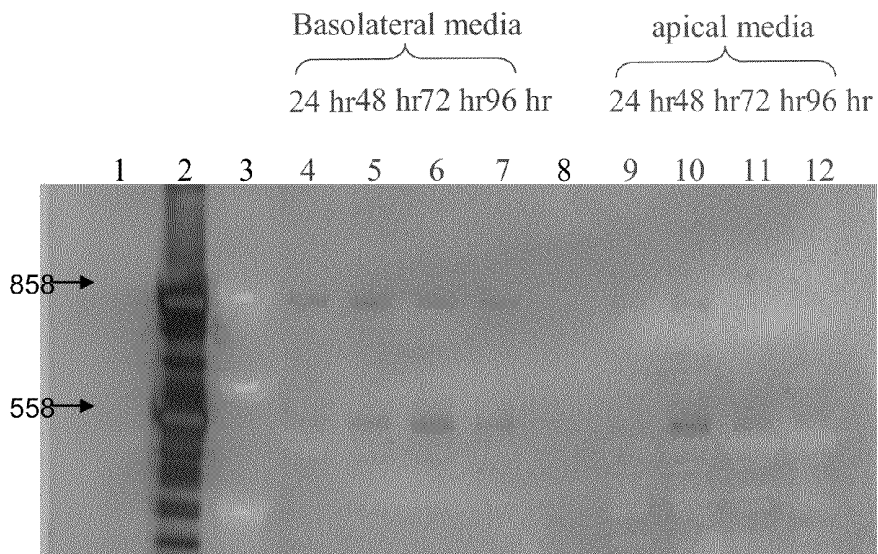 Basolateral media apical media
24 hr48 hr72 hr96 hr 24 hr48 hr72 hr96 hr
1 2 3 4 5 6 7 8 9 10 11 12
858
558